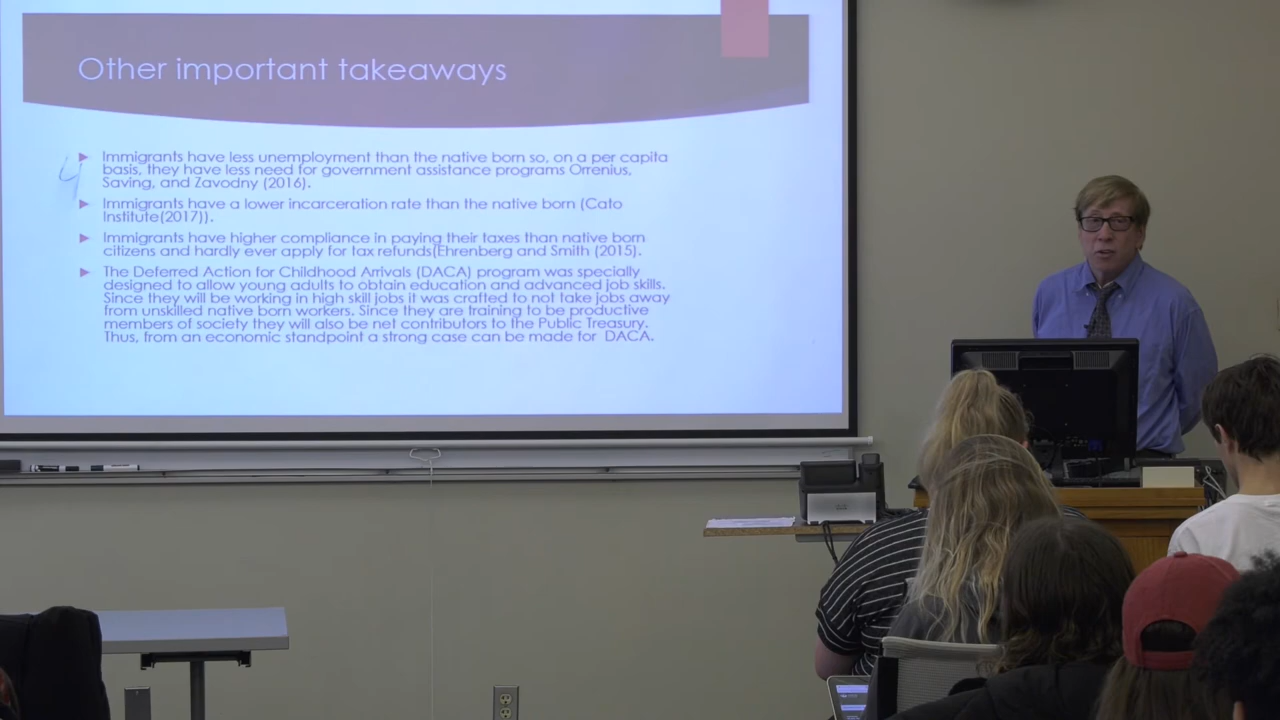 Other important takeaways
Immigrants have less unemployment than the native born so, on a per capita
basis, they have less need for government assistance programs Orrenius,
Saving, and Zavodny (2016).
Immigrants have a lower incarceration rate than the native born (Cato
Institute(2017)).
Immigrants have higher compliance in paying their taxes than native born
citizens and hardly ever apply for tax refunds(Ehrenberg and Smith (2015).
The Deferred Action for Childhood Arrivals (DACA) program was specially
designed to allow young adults to obtain education and advanced job skills.
Since they will be working in high skill jobs it was crafted to not take jobs away
from unskilled native born workers. Since they are training to be productive
members of society they will also be net contributors to the Public Treasury.
Thus, from an economic standpoint a strong case can be made for DACA.